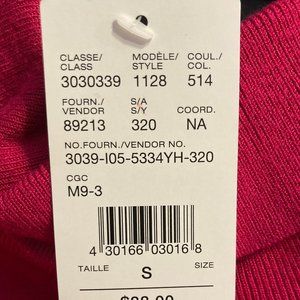 CLASSE/ MODÈLE/ COUL./
CLASS STYLE COL.
3030339 1128 514
FOURN./ S/A
VENDOR S/Y COORD.
89213 320 NA
NO.FOURN./VENDOR NO.
3039-I05-5334YH-320
CGC
M9-3
4 30166 03016 8
TAILLE S SIZE